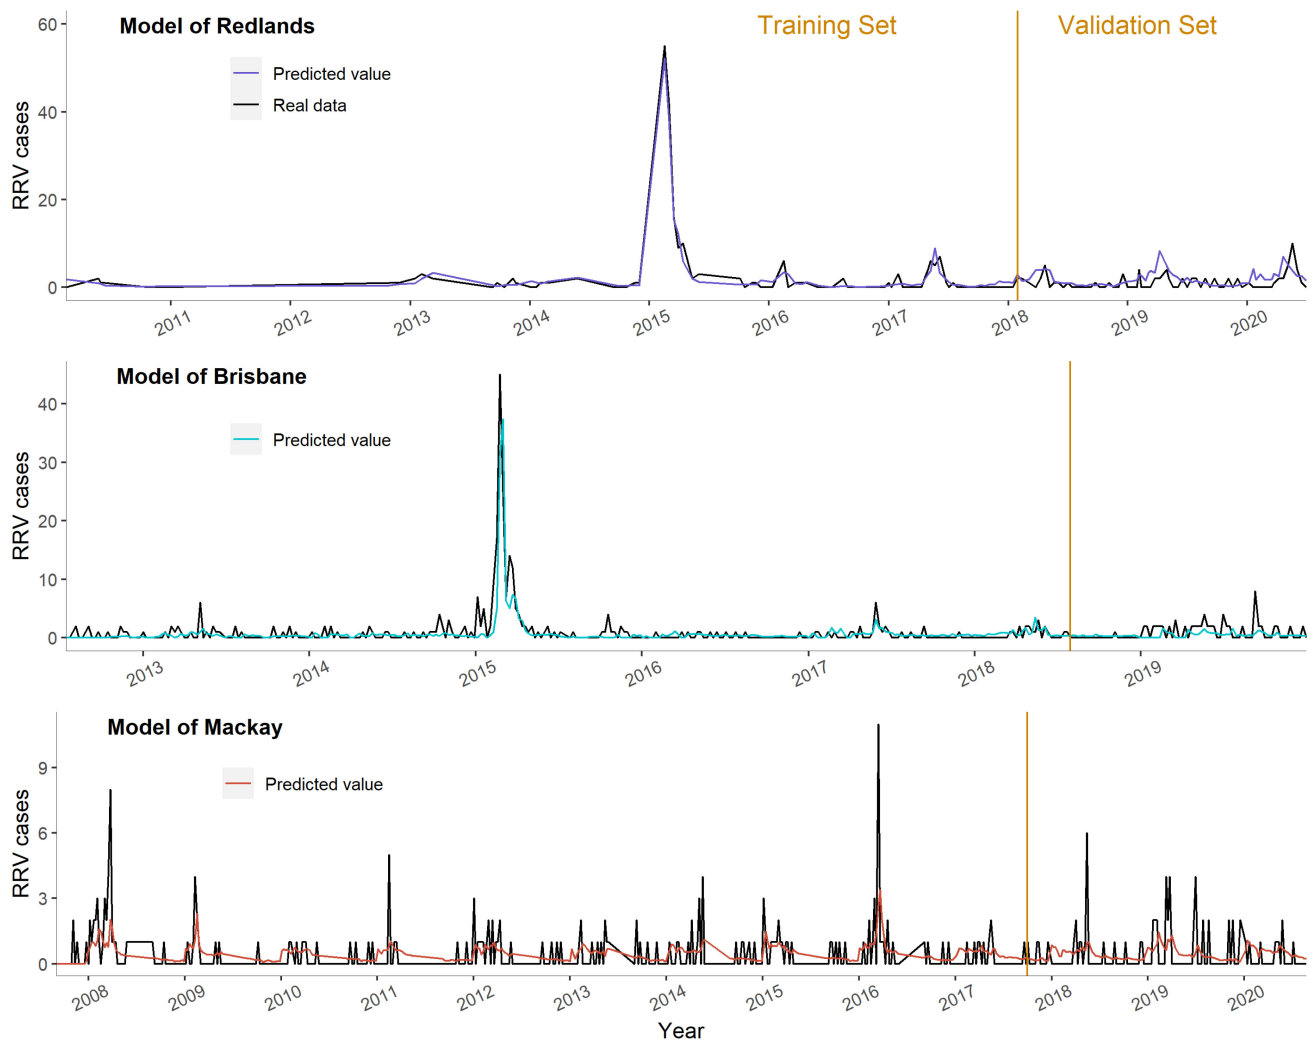 Model of Redlands
Training Set
Validation Set
Predicted value
Real data
RRV cases
60
40
20
0
2011 2012 2013 2014 2015 2016 2017 2018 2019 2020
Model of Brisbane
Predicted value
RRV cases
40
30
20
10
0
2013 2014 2015 2016 2017 2018 2019
Model of Mackay
Predicted value
RRV cases
9
6
3
0
2008 2009 2010 2011 2012 2013 2014 2015 2016 2017 2018 2019 2020
Year